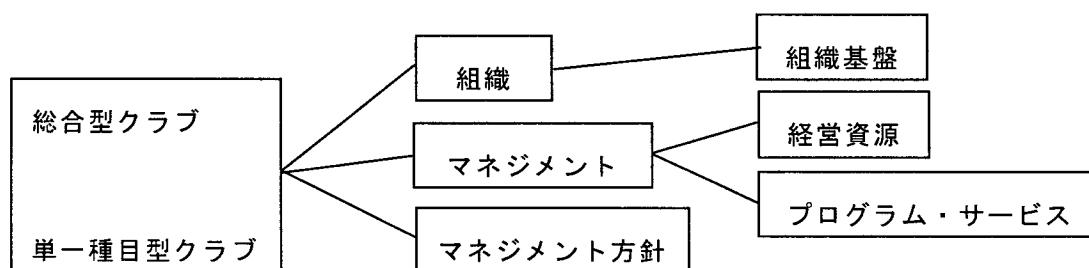 総合型クラブ
単一種目型クラブ
組織
マネジメント
マネジメント方針
組織基盤
経営資源
プログラム・サービス